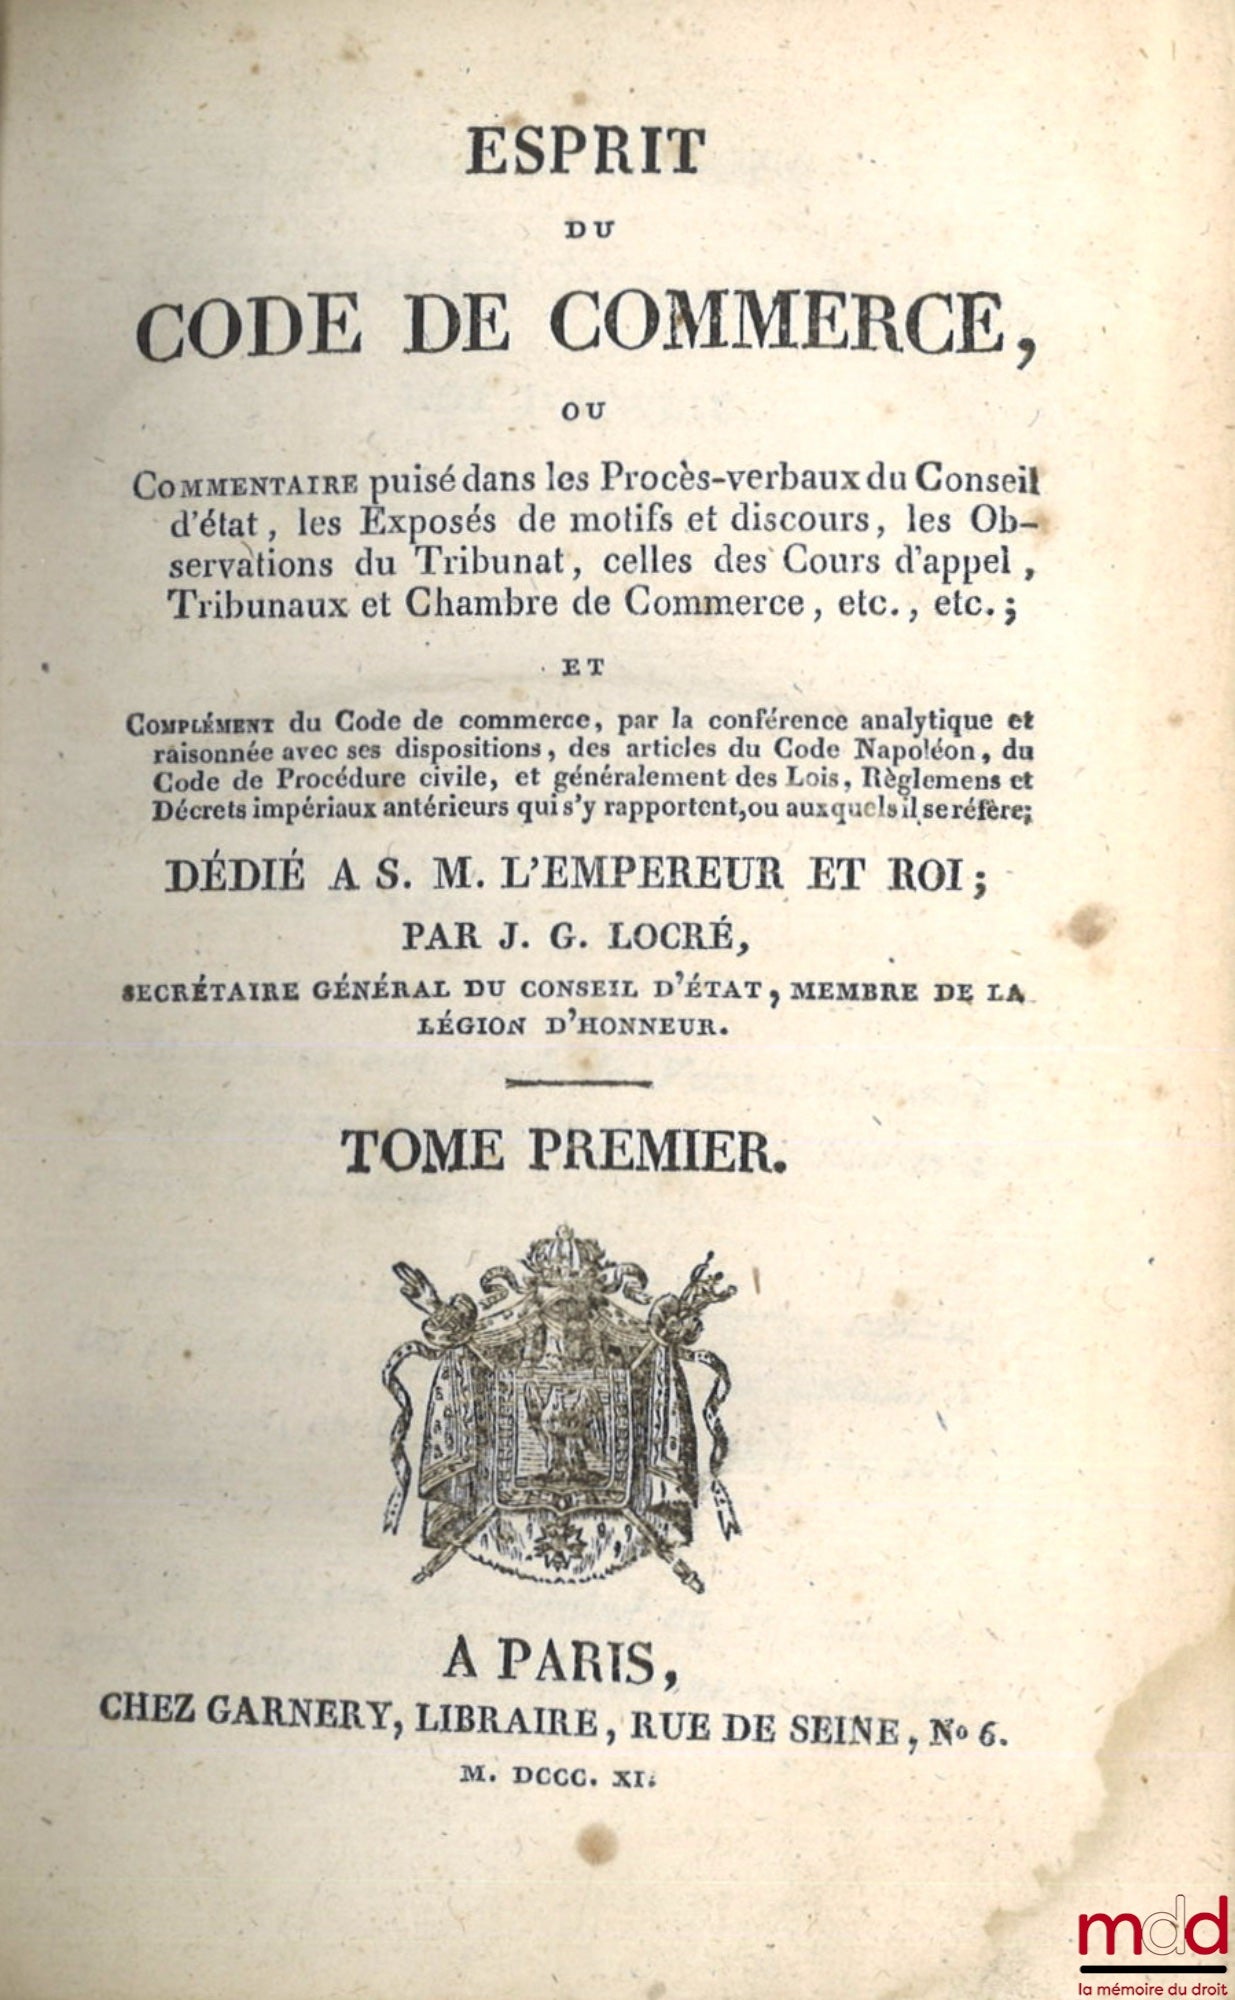 ESPRIT
DU
CODE DE COMMERCE,
OU
COMMENTAIRE puisé dans les Procès-verbaux du Conseil
d'état, les Exposés de motifs et discours, les Ob-
servations du Tribunat, celles des Cours d'appel,
Tribunaux et Chambre de Commerce, etc., etc.;
ET
COMPLÉMENT du Code de commerce, par la conférence analytique et
raisonnée avec ses dispositions, des articles du Code Napoléon, du
Code de Procédure civile, et généralement des Lois, Règlemens et
Décrets impériaux antérieurs qui s'y rapportent, ou auxquels il se réfère;
DÉDIÉ A S. M. L'EMPEREUR ET ROI;
PAR J. G. LOCRÉ,
SECRÉTAIRE GÉNÉRAL DU CONSEIL D'ÉTAT, MEMBRE DE LA
LÉGION D'HONNEUR.
TOME PREMIER.
A PARIS,
CHEZ GARNERY, LIBRAIRE, RUE DE SEINE, No 6.
M. DCCC. XI.
mdd
la mémoire du droit